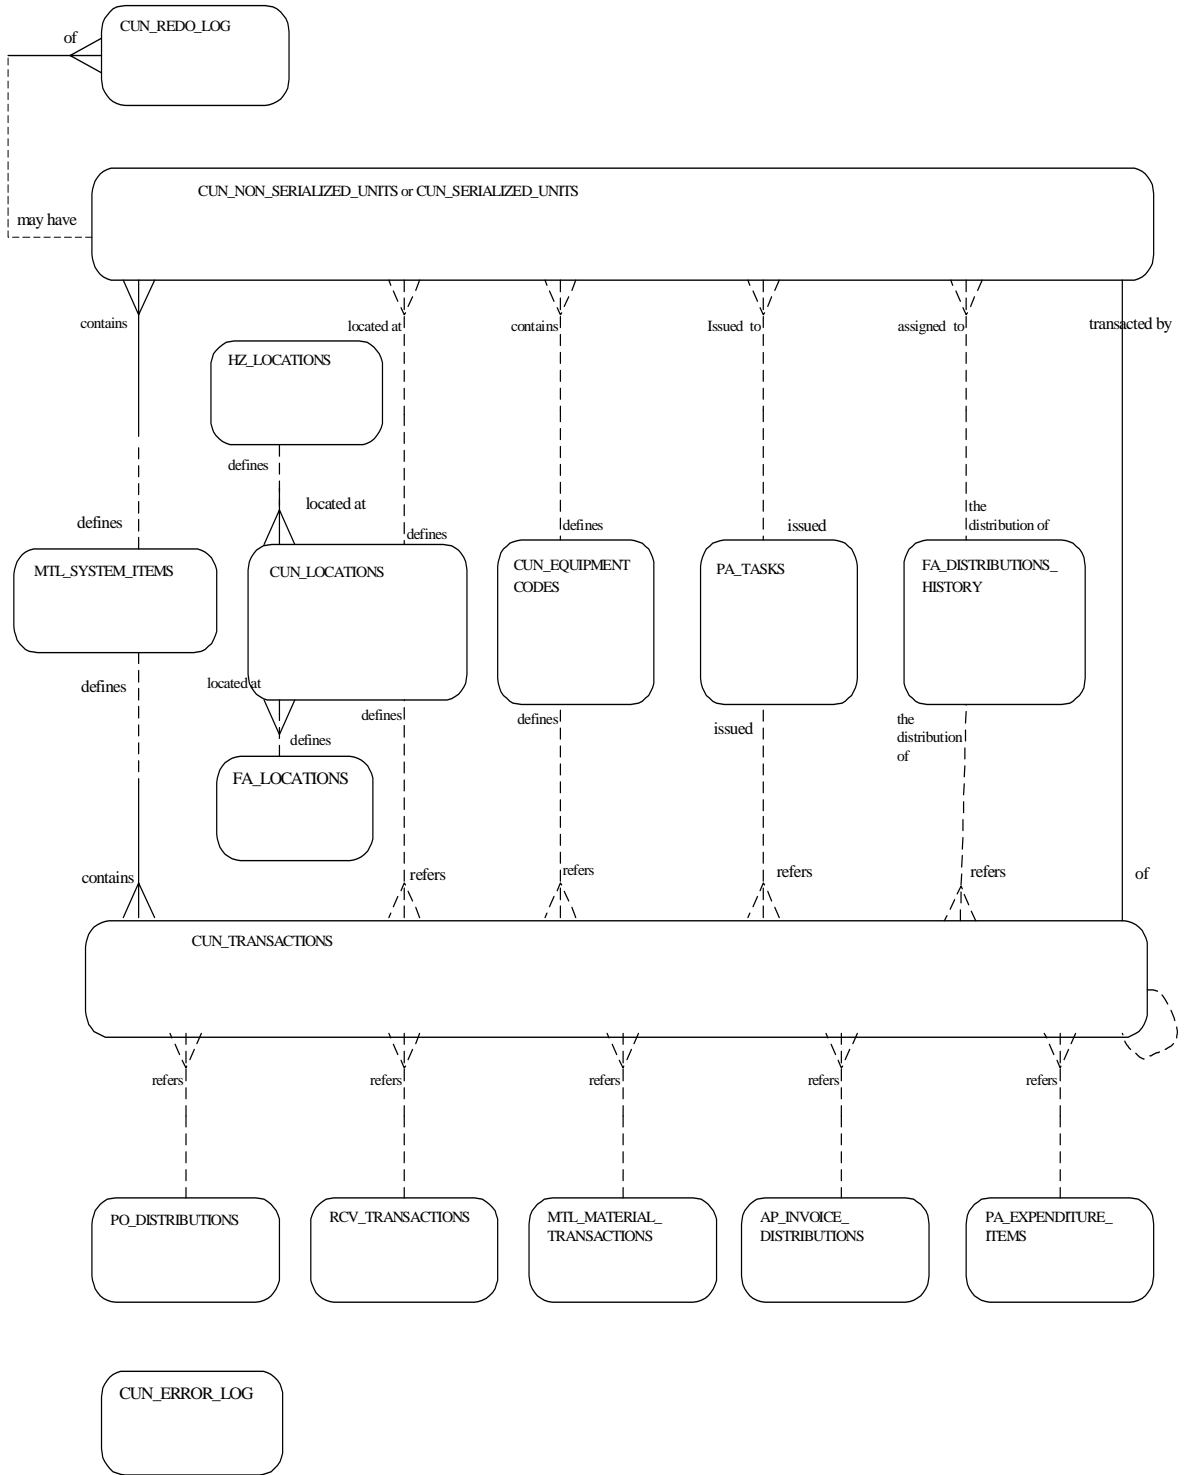 CUN_REDO_LOG
of
CUN_NON_SERIALIZED_UNITS or CUN_SERIALIZED_UNITS
may have
contains
located at
contains
Issued to
assigned to
transacted by
HZ_LOCATIONS
defines
located at
defines
defines
defines
issued
the
distribution of
MTL_SYSTEM_ITEMS
CUN_LOCATIONS
CUN_EQUIPMENT
CODES
PA_TASKS
FA_DISTRIBUTIONS_
HISTORY
defines
located at
defines
defines
defines
issued
the
distribution
of
FA_LOCATIONS
contains
refers
refers
refers
refers
of
CUN_TRANSACTIONS
refers
refers
refers
refers
refers
PO_DISTRIBUTIONS
RCV_TRANSACTIONS
MTL_MATERIAL_
TRANSACTIONS
AP_INVOICE_
DISTRIBUTIONS
PA_EXPENDITURE_
ITEMS
CUN_ERROR_LOG